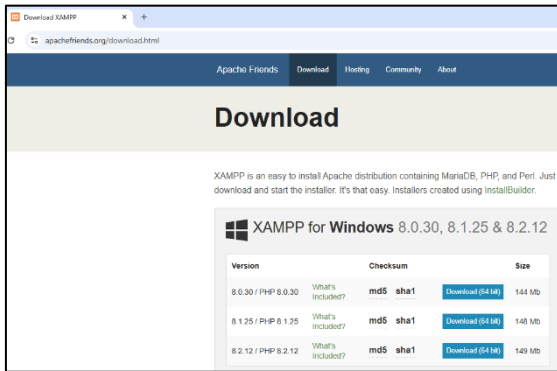 Download XAMPP
apachefriends.org/download.html
Apache Friends Download Hosting Community About
Download
XAMPP is an easy to install Apache distribution containing MariaDB, PHP, and Perl. Just
download and start the installer. It's that easy. Installers created using InstallBuilder.
XAMPP for Windows 8.0.30, 8.1.25 & 8.2.12
Version Checksum Size
8.0.30 / PHP 8.0.30 What's Included? md5 sha1 Download (64 bit) 144 Mb
8.1.25 / PHP 8.1.25 What's Included? md5 sha1 Download (64 bit) 148 Mb
8.2.12 / PHP 8.2.12 What's Included? md5 sha1 Download (64 bit) 149 Mb